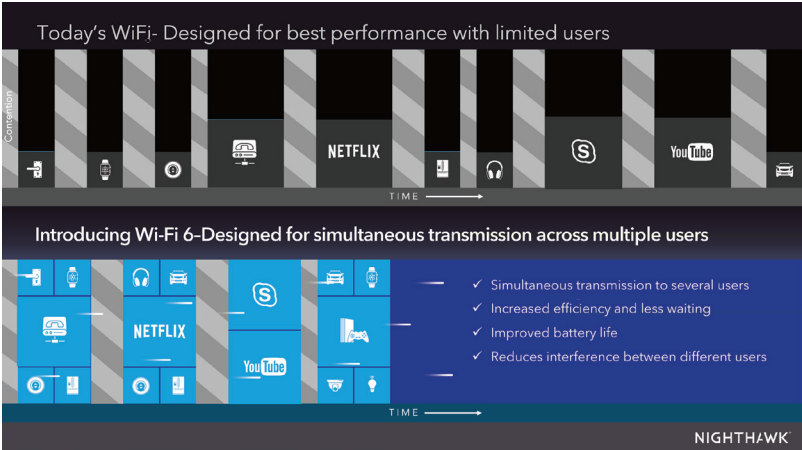 Today's WiFi- Designed for best performance with limited users
Contention
NETFLIX
S
YouTube
TIME
Introducing Wi-Fi 6–Designed for simultaneous transmission across multiple users
S
NETFLIX
YouTube
✓ Simultaneous transmission to several users
✓ Increased efficiency and less waiting
✓ Improved battery life
✓ Reduces interference between different users
TIME
NIGHTHAWK